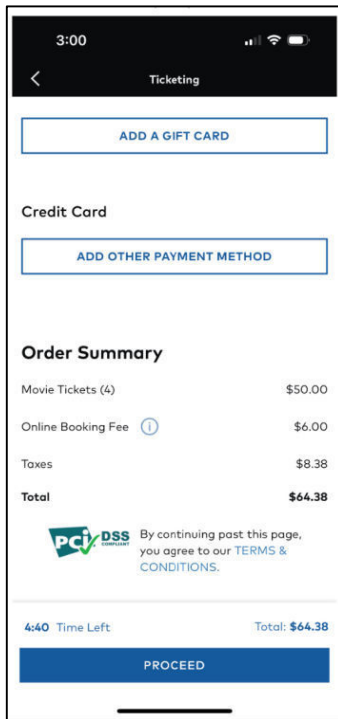 3:00
Ticketing
ADD A GIFT CARD
Credit Card
ADD OTHER PAYMENT METHOD
Order Summary
Movie Tickets (4) $50.00
Online Booking Fee i $6.00
Taxes $8.38
Total $64.38
PCi DSS COMPLIANT
By continuing past this page,
you agree to our TERMS &
CONDITIONS.
4:40 Time Left Total: $64.38
PROCEED